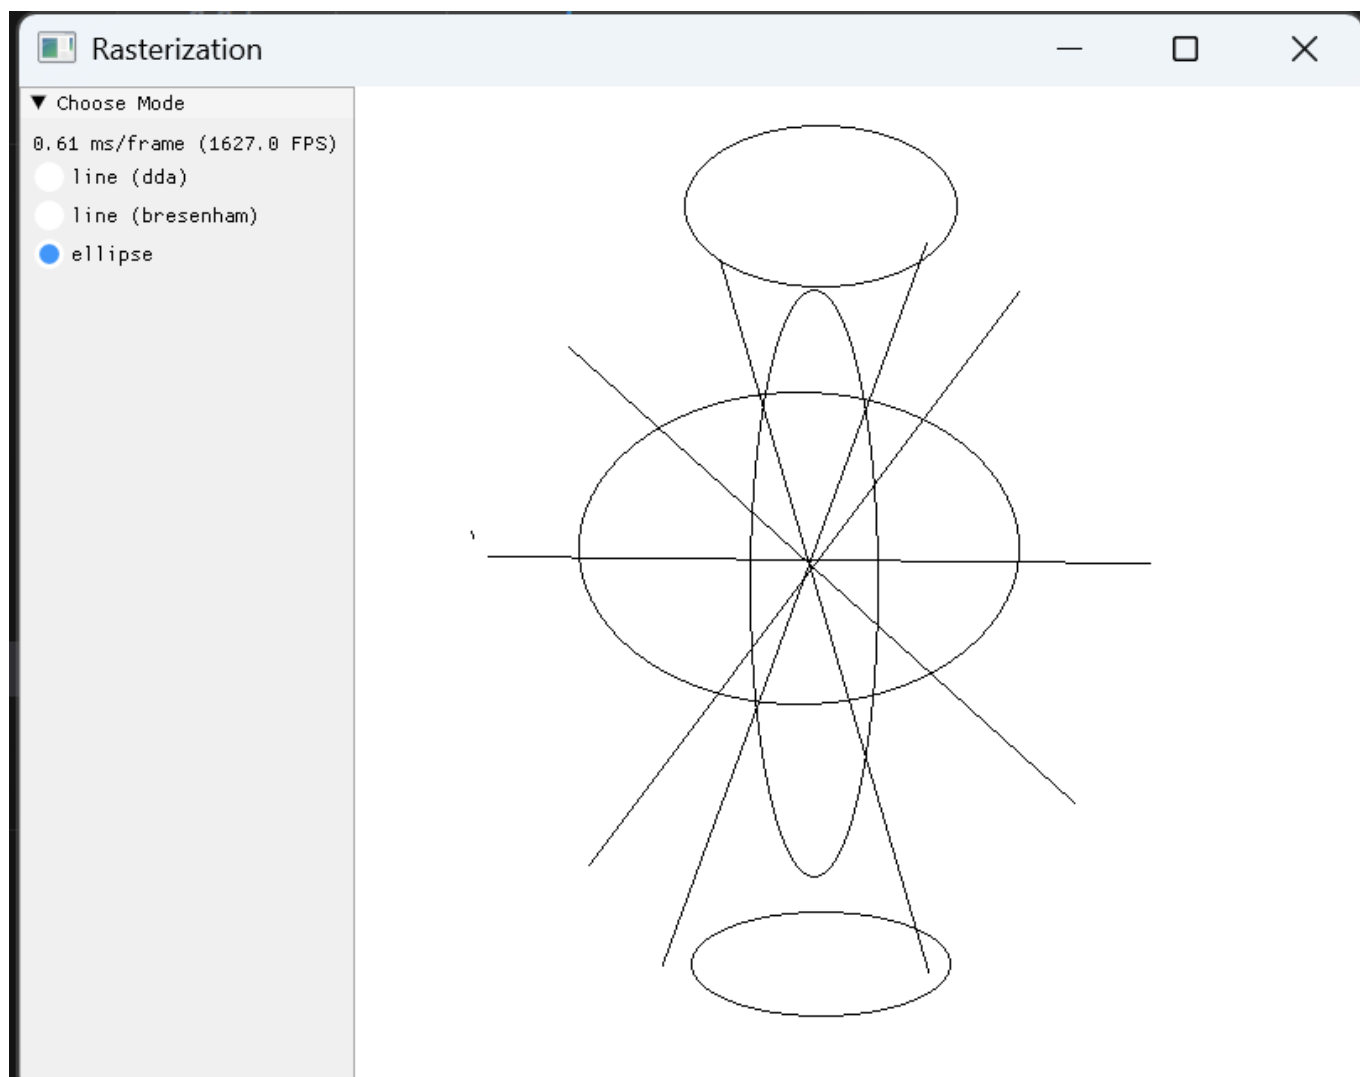 Rasterization
Choose Mode
0.61 ms/frame (1627.0 FPS)
line (dda)
line (bresenham)
ellipse